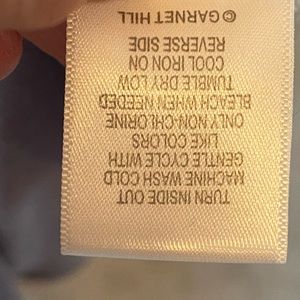 TURN INSIDE OUT
MACHINE WASH COLD
GENTLE CYCLE WITH
LIKE COLORS
ONLY NON-CHLORINE
BLEACH WHEN NEEDED
TUMBLE DRY LOW
COOL IRON ON
REVERSE SIDE
© GARNET HILL